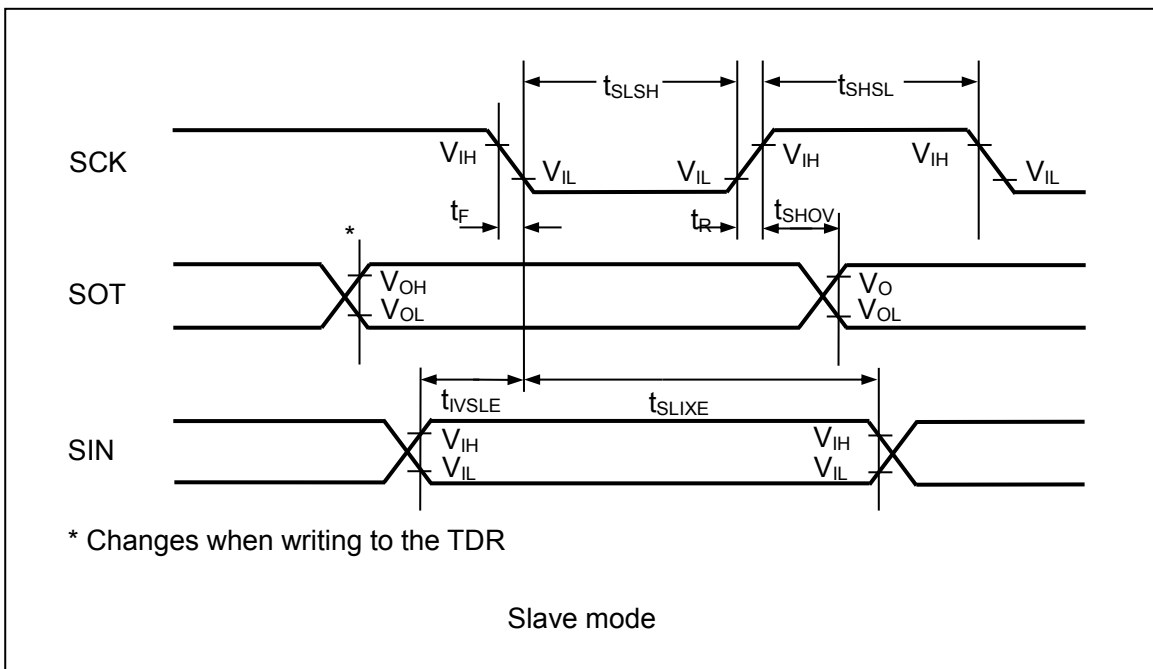 tSLSH
tSHSL
SCK
VIH
VIL
VIL
VIH
VIH
VIL
tF
tR
tSHOV
*
SOT
VOH
VOL
VO
VOL
tIVSLE
tSLIXE
SIN
VIH
VIL
VIH
VIL
* Changes when writing to the TDR
Slave mode